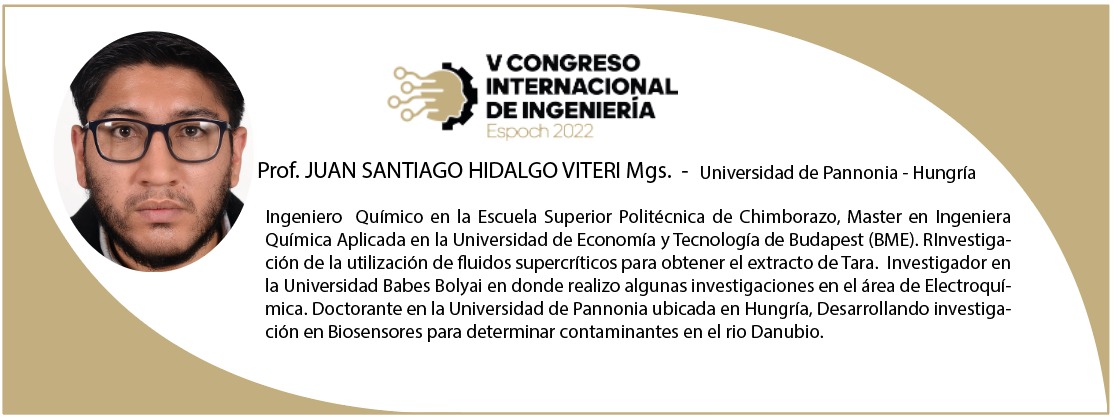 V CONGRESO
INTERNACIONAL
DE INGENIERÍA
Espoch 2022
Prof. JUAN SANTIAGO HIDALGO VITERI Mgs. - Universidad de Pannonia - Hungría
Ingeniero Químico en la Escuela Superior Politécnica de Chimborazo, Master en Ingeniera
Química Aplicada en la Universidad de Economía y Tecnología de Budapest (BME). RInvestiga-
ción de la utilización de fluidos supercríticos para obtener el extracto de Tara. Investigador en
la Universidad Babes Bolyai en donde realizo algunas investigaciones en el área de Electroquí-
mica. Doctorante en la Universidad de Pannonia ubicada en Hungría, Desarrollando investiga-
ción en Biosensores para determinar contaminantes en el rio Danubio.